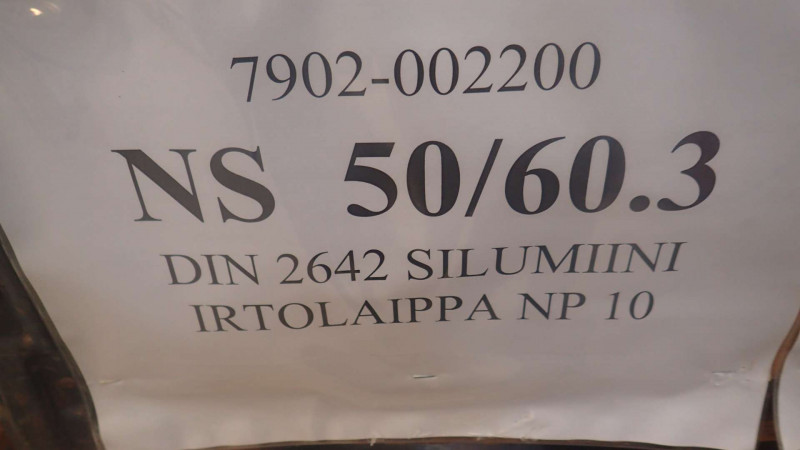 7902-002200
NS 50/60.3
DIN 2642 SILUMIINI
IRTOLAIPPA NP 10